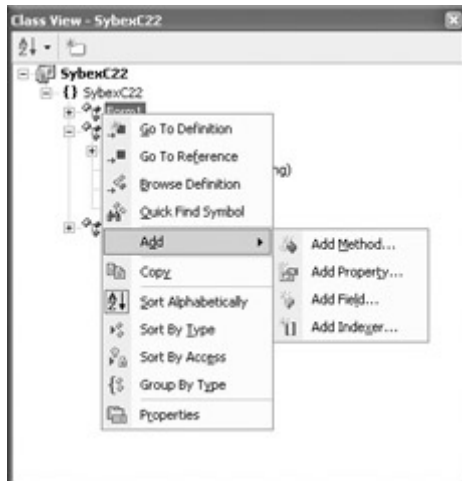 Class View - SybexC22
SybexC22
{} SybexC22
Form1
Go To Definition
Go To Reference
ng)
Browse Definition
Quick Find Symbol
Add
Add Method...
Copy
Add Property...
Sort Alphabetically
Add Field...
Sort By Type
Add Indexer...
Sort By Access
Group By Type
Properties